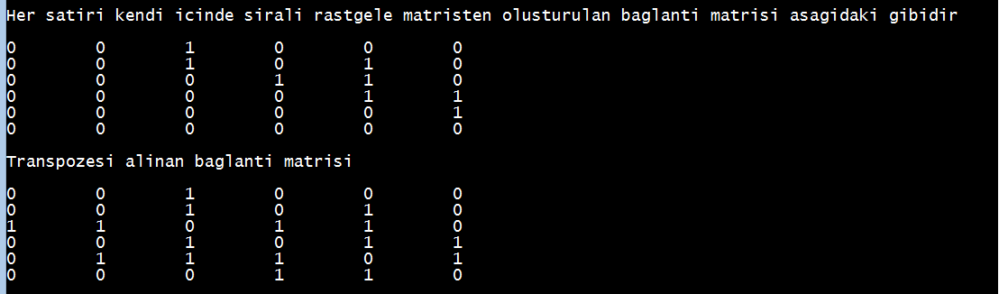 Her satiri kendi icinde sirali rastgele matristen olusturulan baglanti matrisi asagidaki gibidir
0 0 1 0 0 0
0 0 1 0 1 0
0 0 0 1 1 0
0 0 0 0 1 1
0 0 0 0 0 1
0 0 0 0 0 0
Transpozesi alinan baglanti matrisi
0 0 1 0 0 0
0 0 1 0 1 0
1 1 0 1 1 0
0 0 1 0 1 1
0 1 1 1 0 1
0 0 0 1 1 0